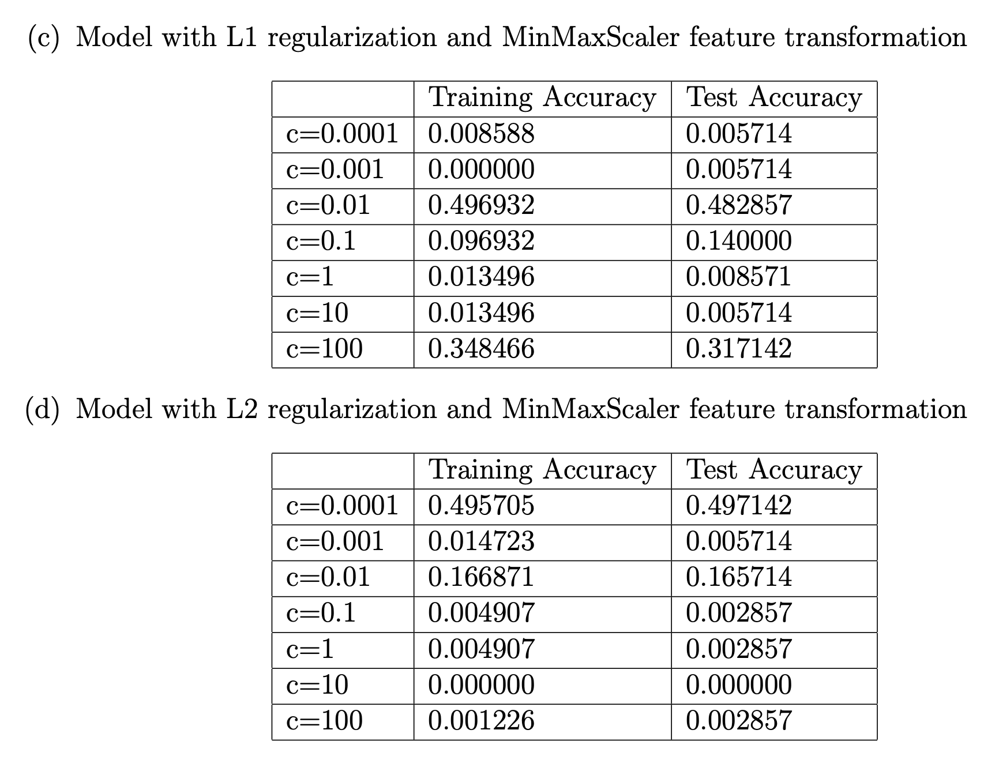 (c) Model with L1 regularization and MinMaxScaler feature transformation
Training Accuracy Test Accuracy
c=0.0001 0.008588 0.005714
c=0.001 0.000000 0.005714
c=0.01 0.496932 0.482857
c=0.1 0.096932 0.140000
c=1 0.013496 0.008571
c=10 0.013496 0.005714
c=100 0.348466 0.317142
(d) Model with L2 regularization and MinMaxScaler feature transformation
Training Accuracy Test Accuracy
c=0.0001 0.495705 0.497142
c=0.001 0.014723 0.005714
c=0.01 0.166871 0.165714
c=0.1 0.004907 0.002857
c=1 0.004907 0.002857
c=10 0.000000 0.000000
c=100 0.001226 0.002857